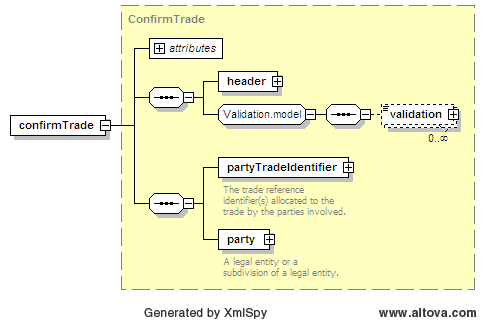 ConfirmTrade
attributes
header
Validation.model
validation
0..∞
confirmTrade
partyTradeIdentifier
The trade reference
identifier(s) allocated to the
trade by the parties involved.
party
A legal entity or a
subdivision of a legal entity.
Generated by XmlSpy
www.altova.com